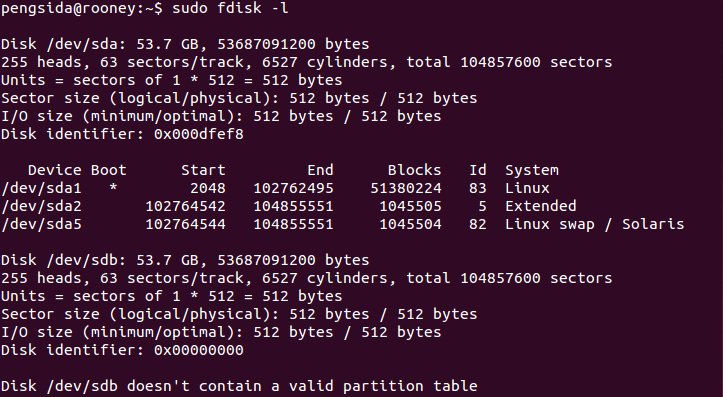 pengsida@rooney:~$ sudo fdisk -l
Disk /dev/sda: 53.7 GB, 53687091200 bytes
255 heads, 63 sectors/track, 6527 cylinders, total 104857600 sectors
Units = sectors of 1 * 512 = 512 bytes
Sector size (logical/physical): 512 bytes / 512 bytes
I/O size (minimum/optimal): 512 bytes / 512 bytes
Disk identifier: 0x000dfef8
Device Boot Start End Blocks Id System
/dev/sda1 * 2048 102762495 51380224 83 Linux
/dev/sda2 102764542 104855551 1045505 5 Extended
/dev/sda5 102764544 104855551 1045504 82 Linux swap / Solaris
Disk /dev/sdb: 53.7 GB, 53687091200 bytes
255 heads, 63 sectors/track, 6527 cylinders, total 104857600 sectors
Units = sectors of 1 * 512 = 512 bytes
Sector size (logical/physical): 512 bytes / 512 bytes
I/O size (minimum/optimal): 512 bytes / 512 bytes
Disk identifier: 0x00000000
Disk /dev/sdb doesn't contain a valid partition table